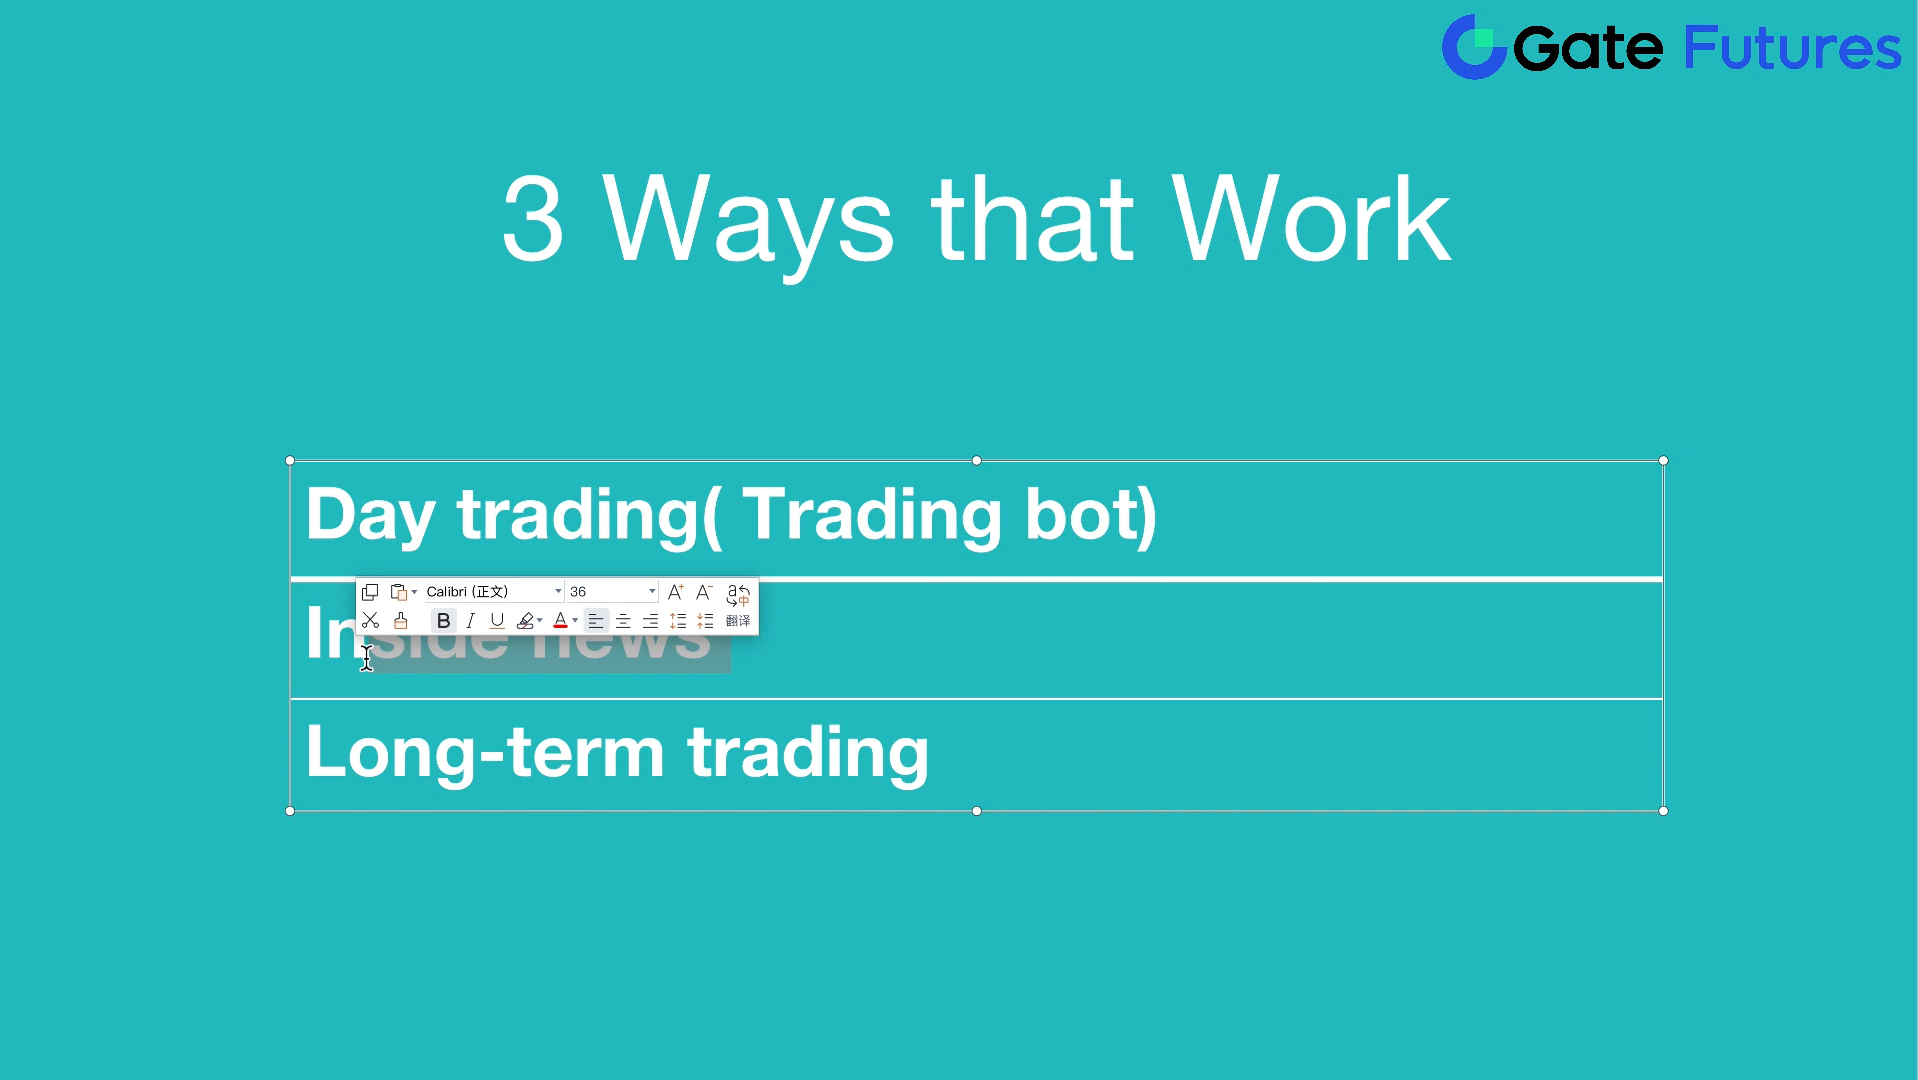 Gate Futures
3 Ways that Work
Day trading( Trading bot)
Calibri (正文) 36
B I U A 翻译
Inside news
Long-term trading